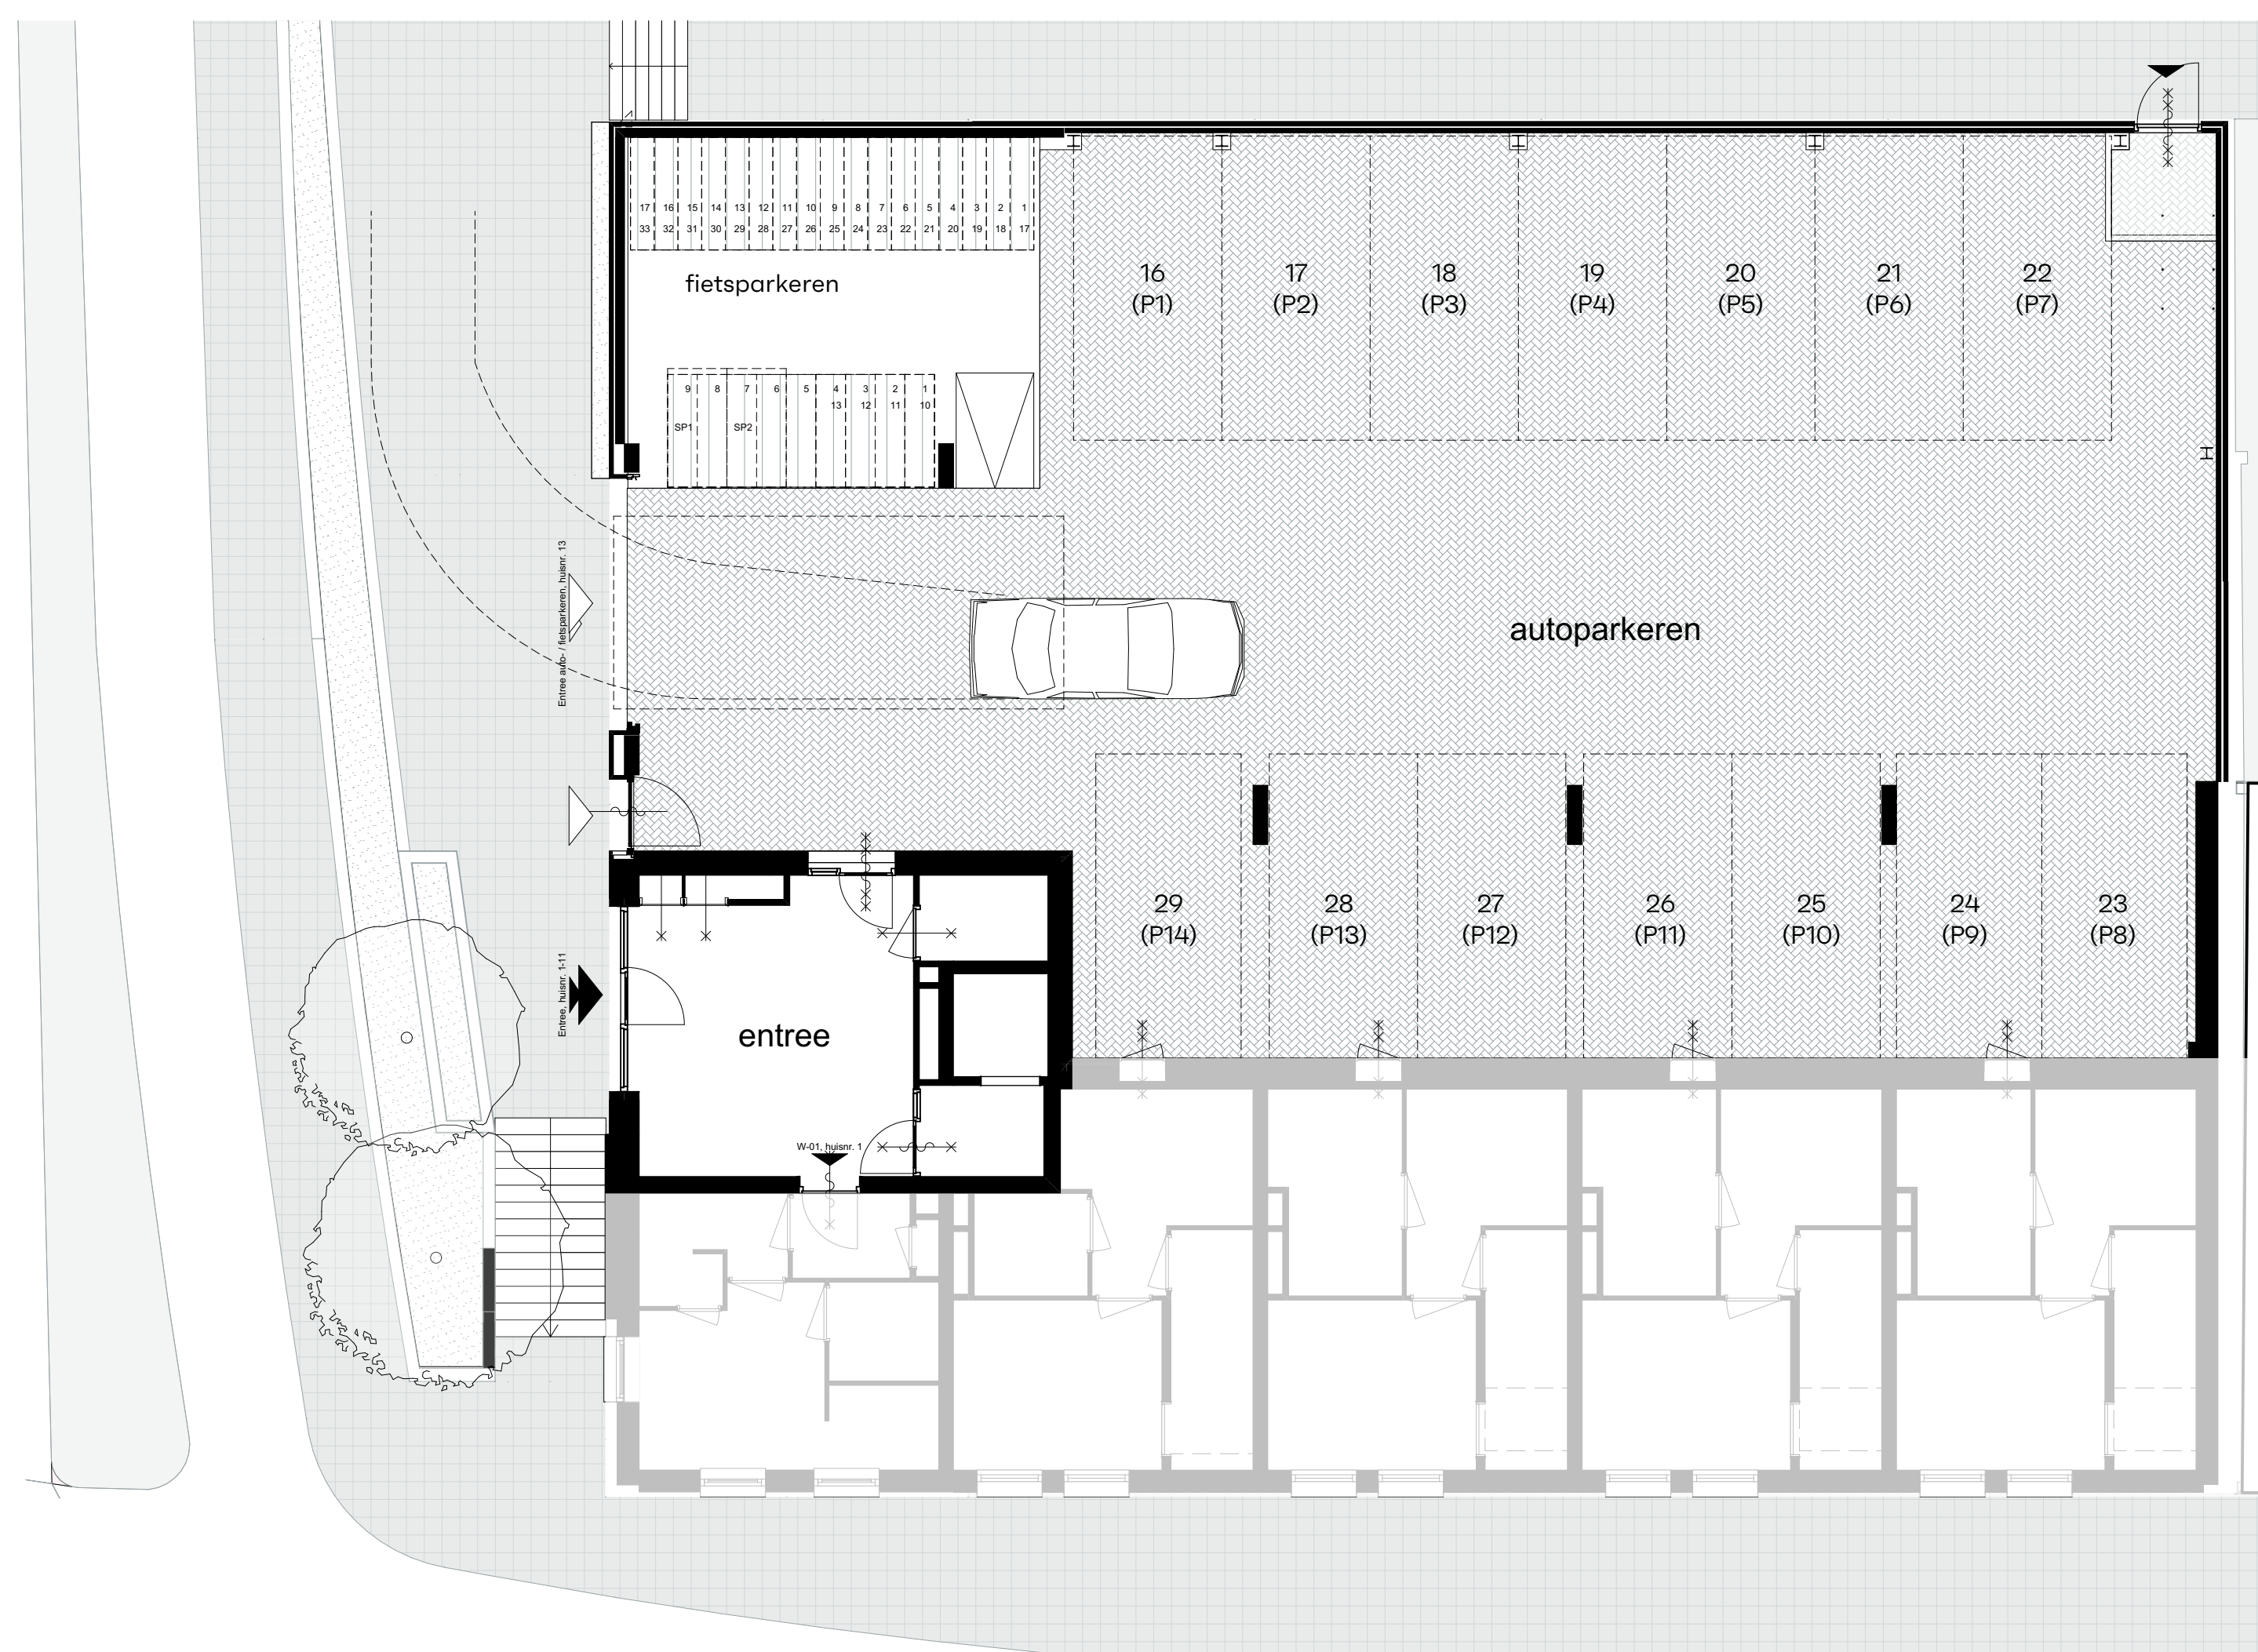 17 16 15 14 13 12 11 10 9 8 7 6 5 4 3 2 1
33 32 31 30 29 28 27 26 25 24 23 22 21 20 19 18 17
fietsparkeren
16
(P1)
17
(P2)
18
(P3)
19
(P4)
20
(P5)
21
(P6)
22
(P7)
9 8 7 6 5 4 3 2 1
13 12 11 10
SP1 SP2
Entree auto- / fietsparkeren, huisnr. 13
autoparkeren
29
(P14)
28
(P13)
27
(P12)
26
(P11)
25
(P10)
24
(P9)
23
(P8)
Entree, huisnr. 1-11
entree
W-01, huisnr. 1